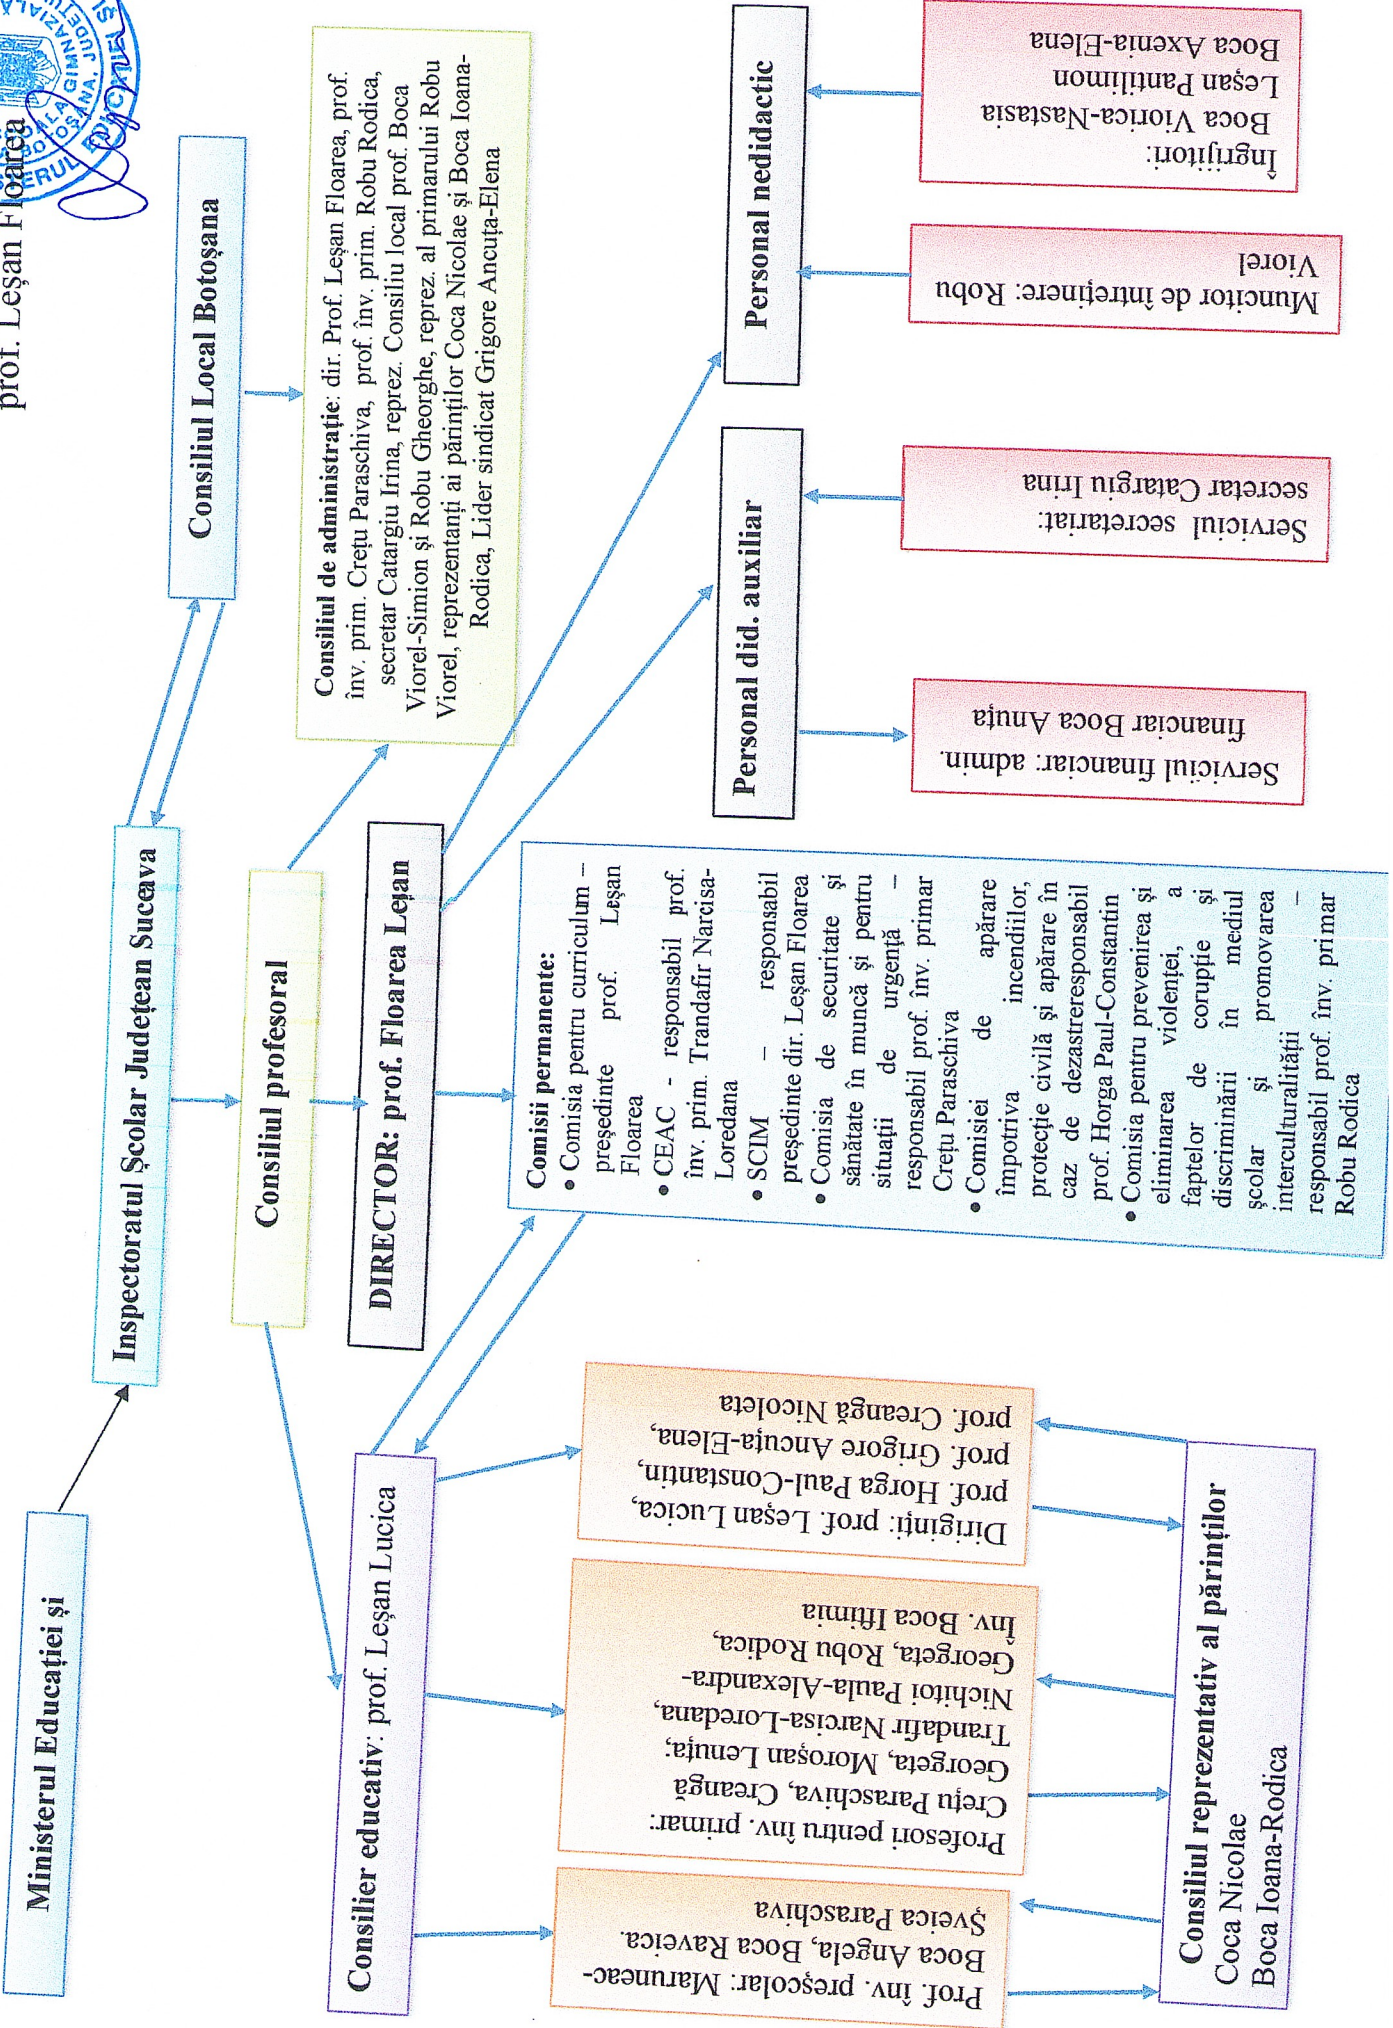 prof. Leșan Floarea
ȘCOALA GIMNAZIALĂ
BOTOȘANA, JUDEȚUL
Ministerul Educației și
Inspectoratul Școlar Județean Suceava
Consiliul Local Botoșana
Consiliul profesoral
Consiliul de administrație: dir. Prof. Leșan Floarea, prof.
înv. prim. Crețu Paraschiva, prof. înv. prim. Robu Rodica,
secretar Catargiu Irina, reprez. Consiliu local prof. Boca
Viorel-Simion și Robu Gheorghe, reprez. al primarului Robu
Viorel, reprezentanți ai părinților Coca Nicolae și Boca Ioana-
Rodica, Lider sindicat Grigore Ancuța-Elena
DIRECTOR: prof. Floarea Leșan
Consilier educativ: prof. Leșan Lucica
Comisii permanente:
• Comisia pentru curriculum –
președinte prof. Leșan
Floarea
• CEAC - responsabil prof.
înv. prim. Trandafir Narcisa-
Loredana
• SCIM – responsabil
președinte dir. Leșan Floarea
• Comisia de securitate și
sănătate în muncă și pentru
situații de urgență –
responsabil prof. înv. primar
Crețu Paraschiva
• Comisiei de apărare
împotriva incendiilor,
protecție civilă și apărare în
caz de dezastreresponsabil
prof. Horga Paul-Constantin
• Comisia pentru prevenirea și
eliminarea violenței, a
faptelor de corupție și
discriminării în mediul
școlar și promovarea
interculturalității –
responsabil prof. înv. primar
Robu Rodica
Personal did. auxiliar
Personal nedidactic
Prof. înv. preșcolar: Maruneac-
Boca Angela, Boca Raveica.
Șveica Paraschiva
Profesori pentru înv. primar:
Crețu Paraschiva, Creangă
Georgeta, Moroșan Lenuța;
Trandafir Narcisa-Loredana,
Nichitoi Paula-Alexandra-
Georgeta, Robu Rodica,
Înv. Boca Iftimia
Diriginți: prof. Leșan Lucica,
prof. Horga Paul-Constantin,
prof. Grigore Ancuța-Elena,
prof. Creangă Nicoleta
Serviciul financiar: admin.
financiar Boca Anuța
Serviciul secretariat:
secretar Catargiu Irina
Muncitor de întreținere: Robu
Viorel
Îngrijitori:
Boca Viorica-Nastasia
Leșan Pantilimon
Boca Axenia-Elena
Consiliul reprezentativ al părinților
Coca Nicolae
Boca Ioana-Rodica